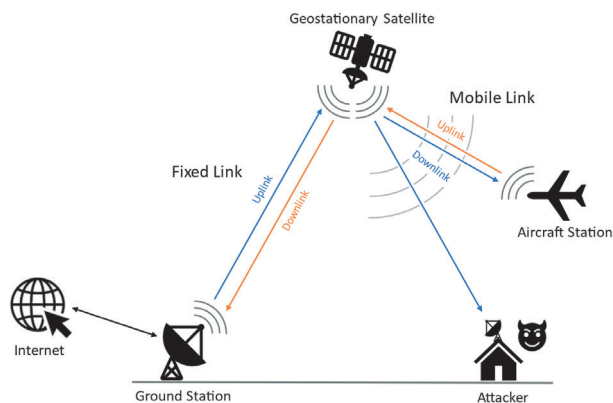 Geostationary Satellite
Mobile Link
Uplink
Downlink
Fixed Link
Uplink
Downlink
Aircraft Station
Internet
Ground Station
Attacker